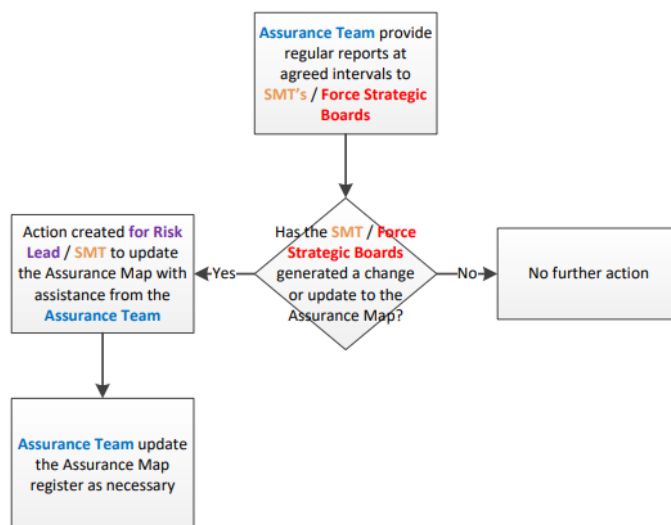 Assurance Team provide
regular reports at
agreed intervals to
SMT's / Force Strategic
Boards
Has the SMT / Force
Strategic Boards
generated a change
or update to the
Assurance Map?
Yes
No
Action created for Risk
Lead / SMT to update
the Assurance Map with
assistance from the
Assurance Team
No further action
Assurance Team update
the Assurance Map
register as necessary